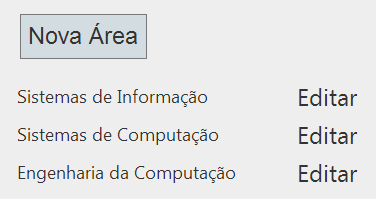 Nova Área
Sistemas de Informação Editar
Sistemas de Computação Editar
Engenharia da Computação Editar